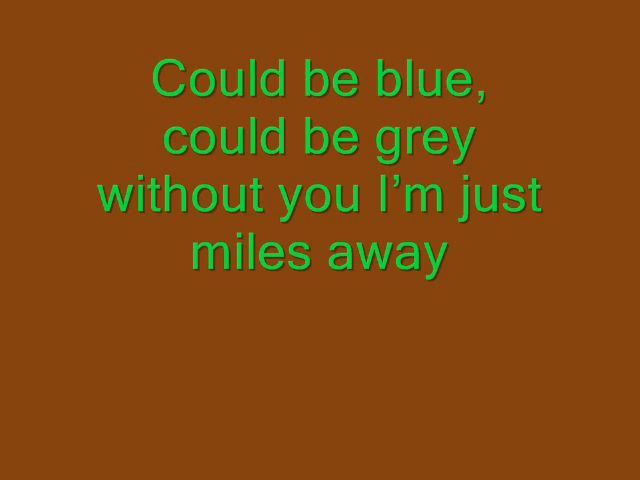 Could be blue,
could be grey
without you I’m just
miles away